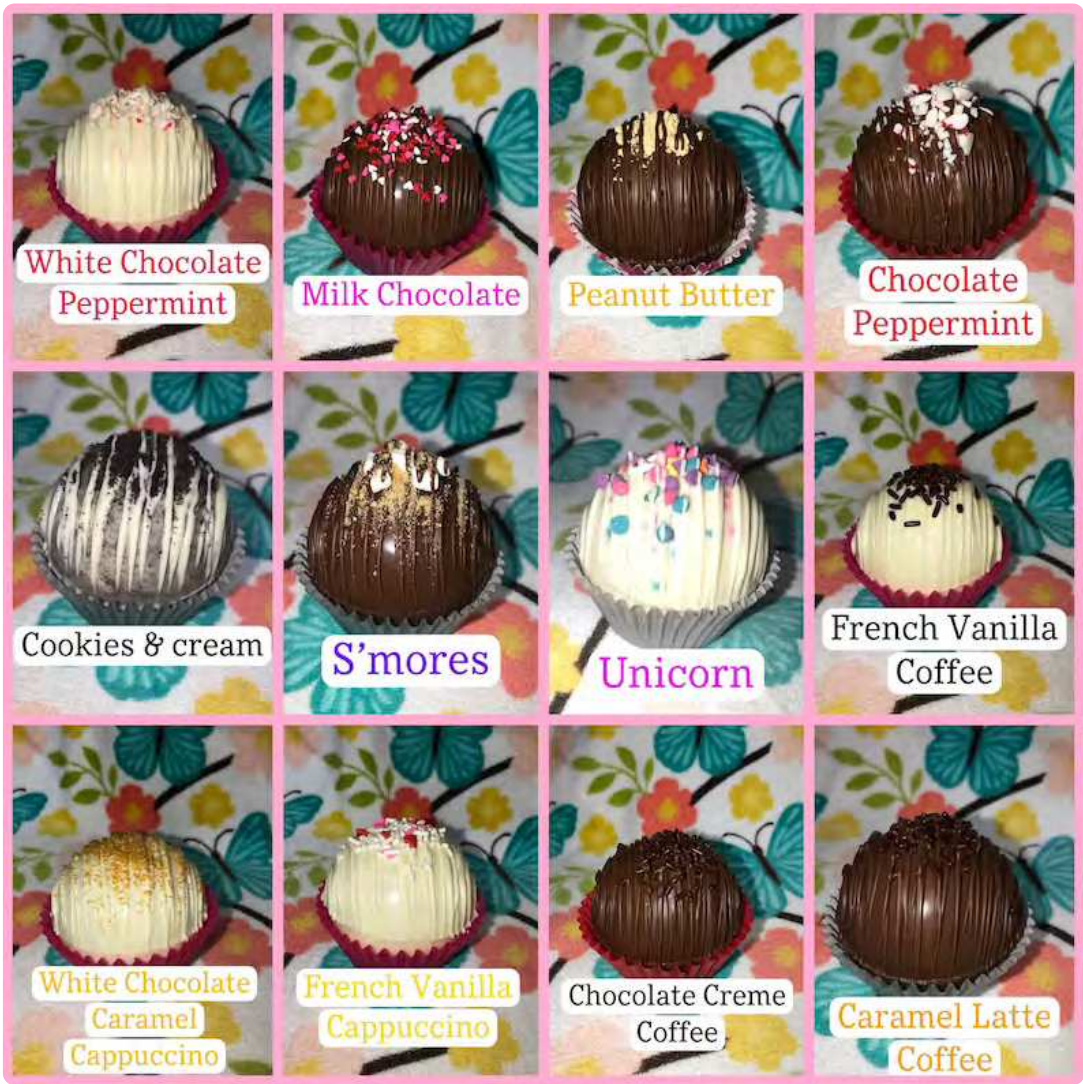 White Chocolate
Peppermint
Milk Chocolate
Peanut Butter
Chocolate
Peppermint
Cookies & cream
S'mores
Unicorn
French Vanilla
Coffee
White Chocolate
Caramel
Cappuccino
French Vanilla
Cappuccino
Chocolate Creme
Coffee
Caramel Latte
Coffee